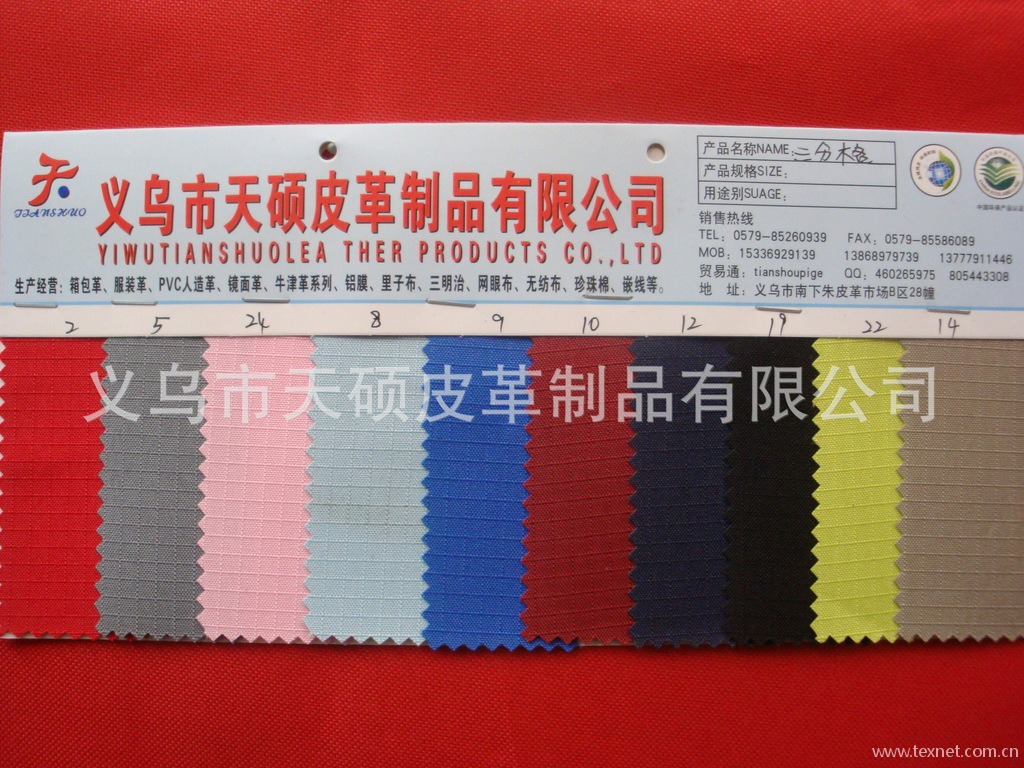 天
TIANSHUO
义乌市天硕皮革制品有限公司
YIWUTIANSHUOLEA THER PRODUCTS CO.,LTD
生产经营：箱包革、服装革、PVC人造革、镜面革、牛津革系列、铝膜、里子布、三明治、网眼布、无纺布、珍珠棉、嵌线等。
产品名称NAME：二分格
产品规格SIZE：
用途别SUAGE：
销售热线
TEL：0579-85260939 FAX：0579-85586089
MOB：15336929139 13868979739 13777911446
贸易通：tianshoupige QQ：460265975 805443308
地 址：义乌市南下朱皮革市场B区28幢
2 5 24 8 9 10 12 19 22 14
义乌市天硕皮革制品有限公司
www.texnet.com.cn